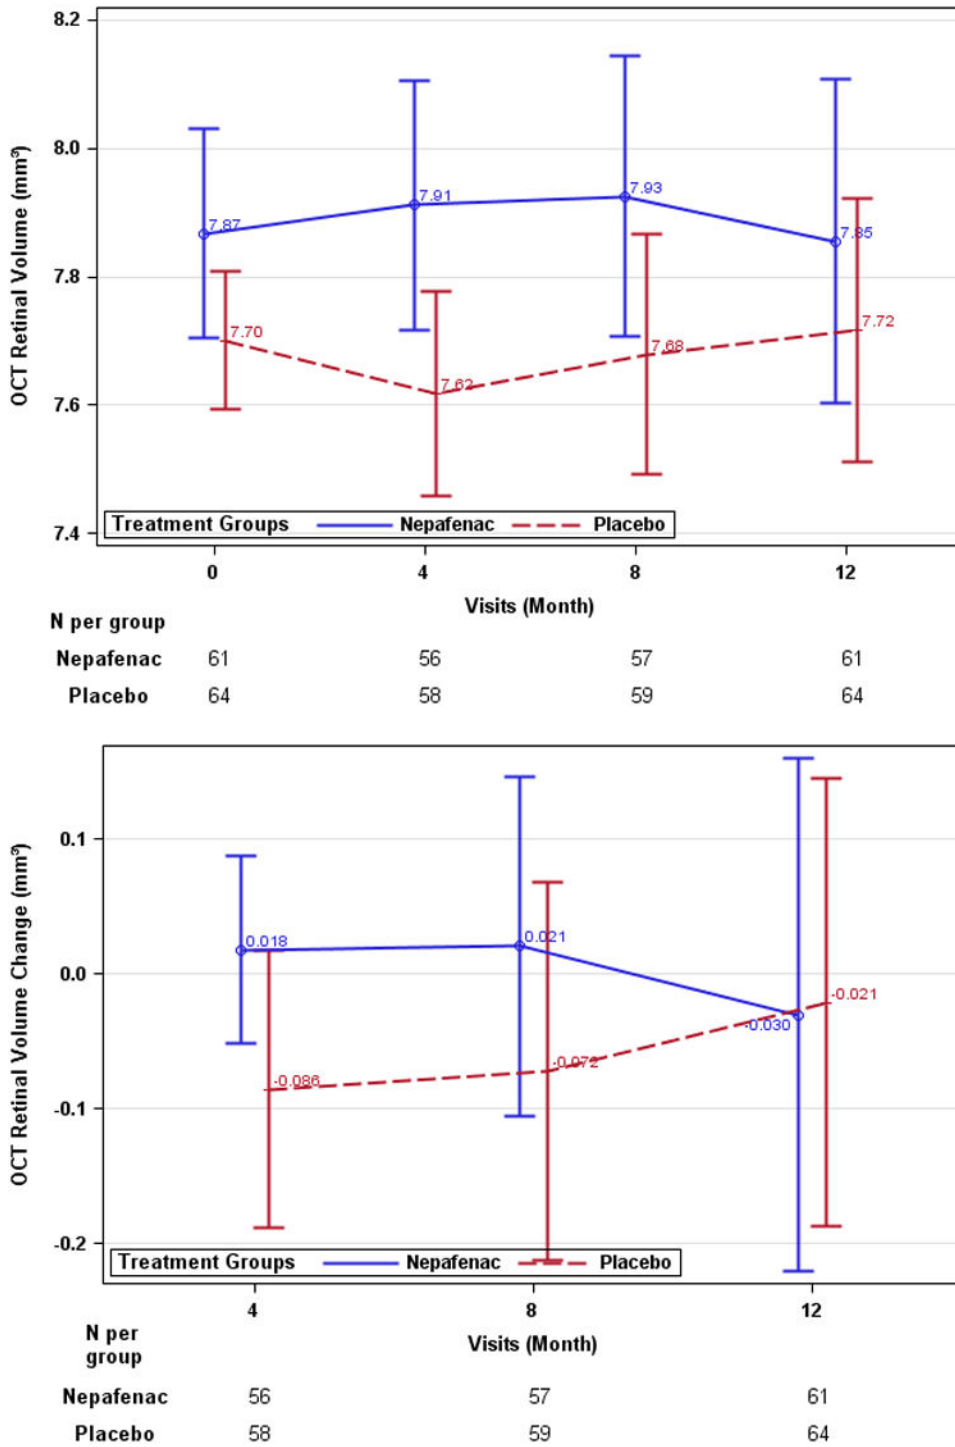 8.2
8.0
7.8
7.6
7.4
OCT Retinal Volume (mm³)
7.87
7.91
7.93
7.85
7.70
7.62
7.68
7.72
Treatment Groups Nepafenac Placebo
0 4 8 12
Visits (Month)
N per group
Nepafenac 61 56 57 61
Placebo 64 58 59 64
0.1
0.0
-0.1
-0.2
OCT Retinal Volume Change (mm³)
0.018
0.021
-0.030
-0.086
-0.072
-0.021
Treatment Groups Nepafenac Placebo
4 8 12
Visits (Month)
N per
group
Nepafenac 56 57 61
Placebo 58 59 64